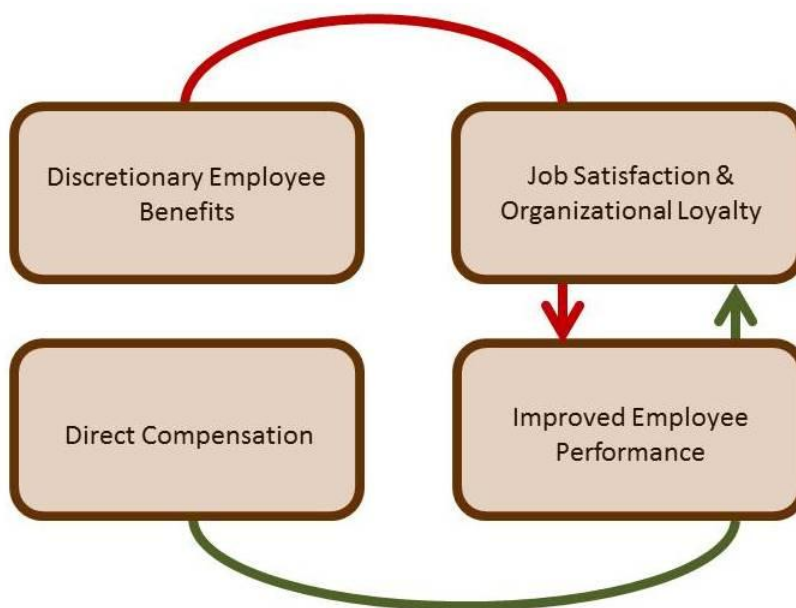 Discretionary Employee
Benefits
Job Satisfaction &
Organizational Loyalty
Direct Compensation
Improved Employee
Performance